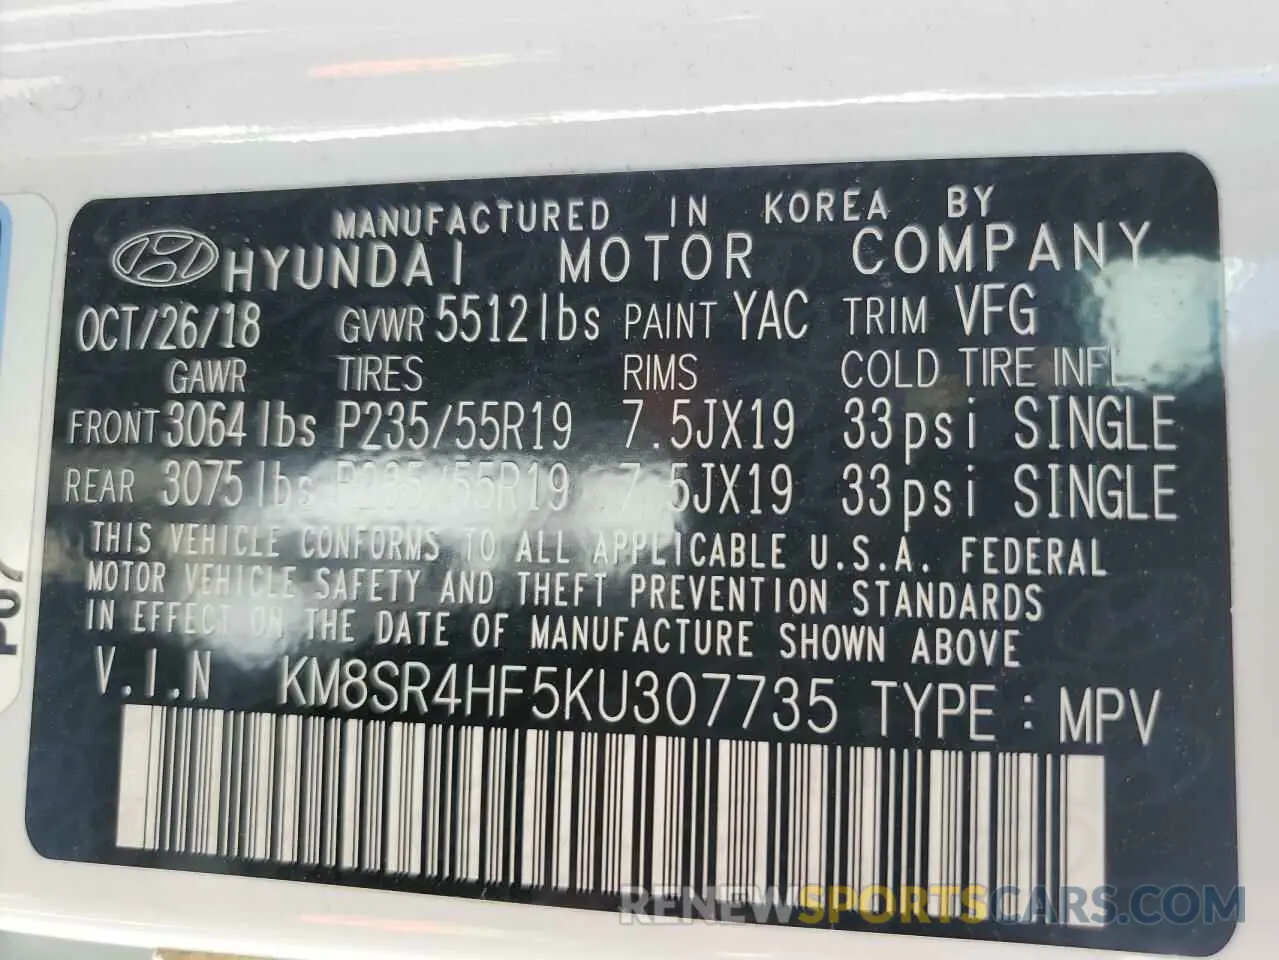 MANUFACTURED IN KOREA BY
HYUNDAI MOTOR COMPANY
OCT/26/18 GVWR 5512lbs PAINT YAC TRIM VFG
GAWR TIRES RIMS COLD TIRE INFL
FRONT 3064lbs P235/55R19 7.5JX19 33psi SINGLE
REAR 3075lbs P235/55R19 7.5JX19 33psi SINGLE
THIS VEHICLE CONFORMS TO ALL APPLICABLE U.S.A. FEDERAL
MOTOR VEHICLE SAFETY AND THEFT PREVENTION STANDARDS
IN EFFECT ON THE DATE OF MANUFACTURE SHOWN ABOVE
V.I.N KM8SR4HF5KU307735 TYPE : MPV
RENEWSPORTSCARS.COM